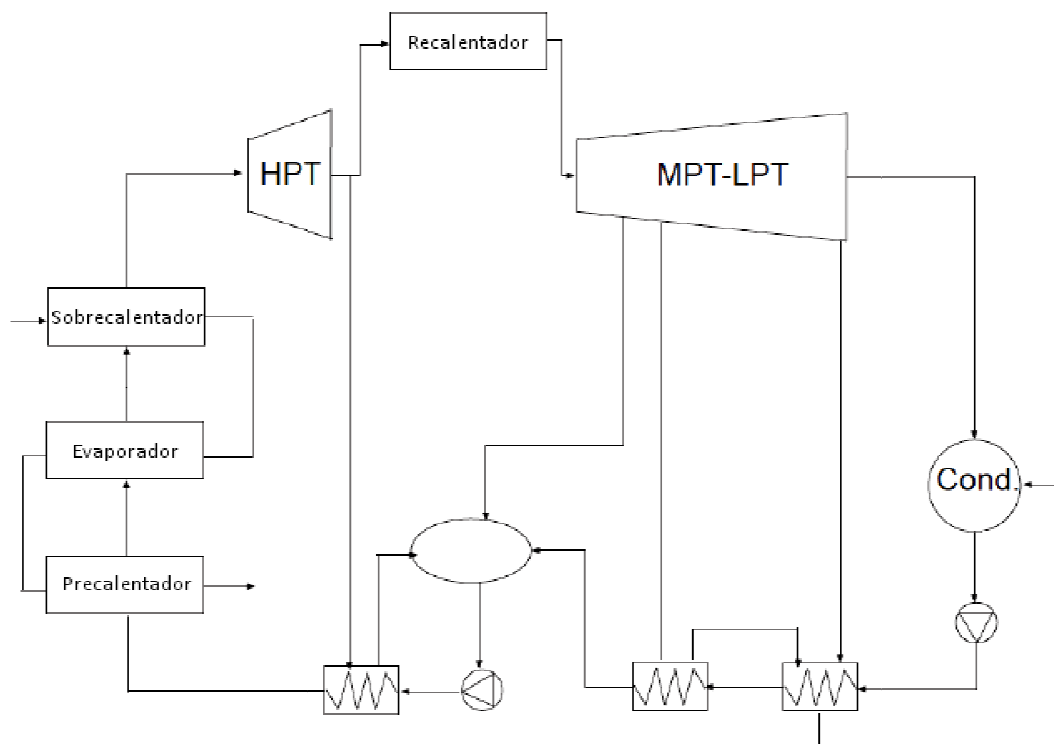 Recalentador
HPT
MPT-LPT
Sobrecalentador
Evaporador
Cond.
Precalentador